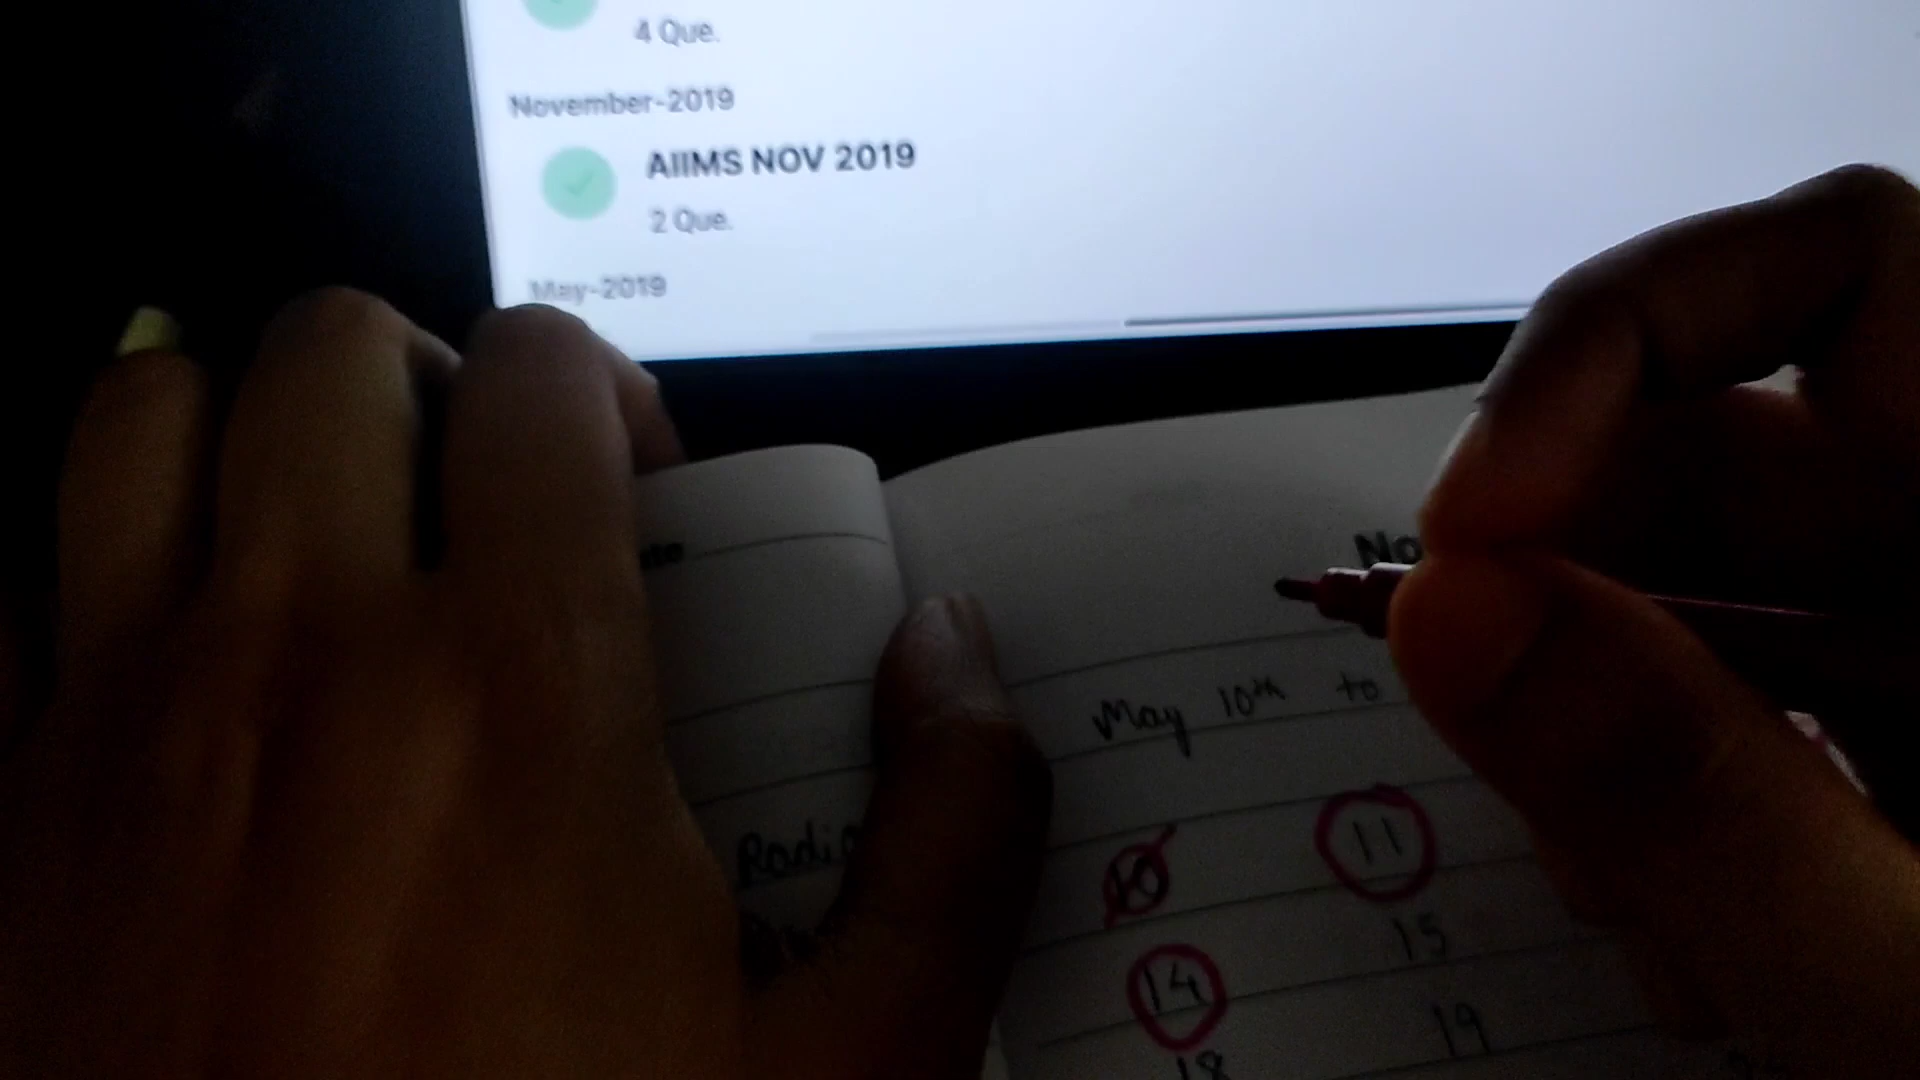 4 Que.
November-2019
AIIMS NOV 2019
2 Que.
May-2019
No
May 10th to
Radio
10 11
14 15
18 19